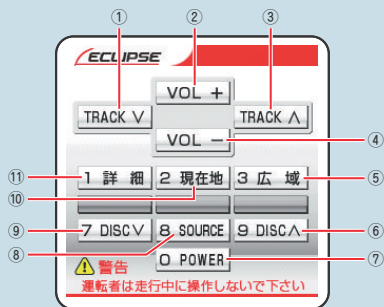 ① ② ③
ECLIPSE
VOL +
TRACK ∨ TRACK ∧
VOL − ④
⑪ 1 詳 細 2 現在地 3 広 域 ⑤
⑩
⑨ 7 DISC∨ 8 SOURCE 9 DISC∧ ⑥
⑧ 0 POWER ⑦
警告
運転者は走行中に操作しないで下さい